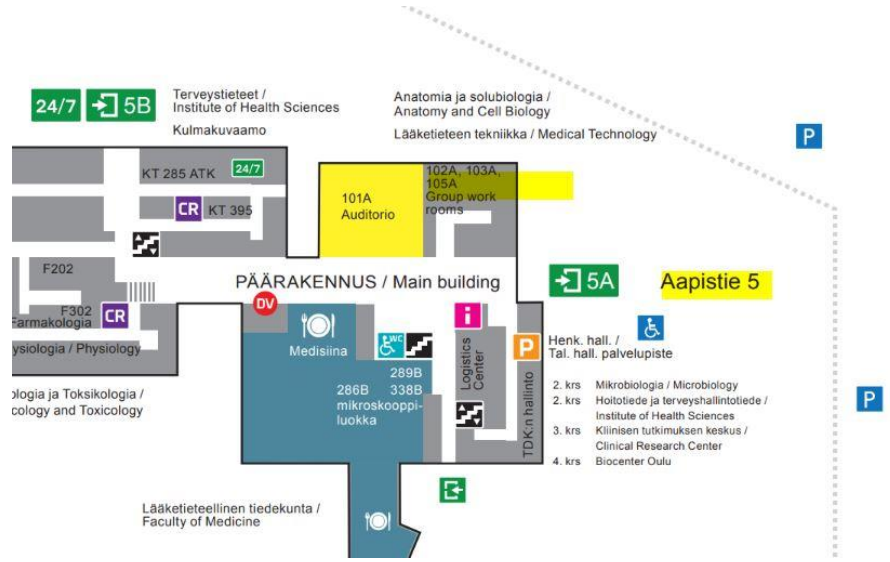 24/7 5B
Terveystieteet /
Institute of Health Sciences
Kulmakuvaamo
Anatomia ja solubiologia /
Anatomy and Cell Biology
Lääketieteen tekniikka / Medical Technology
P
KT 285 ATK
24/7
CR KT 395
101A
Auditorio
102A, 103A,
105A
Group work
rooms
F202
PÄÄRAKENNUS / Main building
5A
Aapistie 5
F302
Farmakologia
CR
ysiologia / Physiology
DV
Medisiina
WC
289B
286B 338B
mikroskooppi-
luokka
i
Logistics
Center
P
TDK:n hallinto
Henk. hall. /
Tal. hall. palvelupiste
2. krs Mikrobiologia / Microbiology
2. krs Hoitotiede ja terveyshallintotiede /
Institute of Health Sciences
3. krs Kliinisen tutkimuksen keskus /
Clinical Research Center
4. krs Biocenter Oulu
P
ologia ja Toksikologia /
cology and Toxicology
Lääketieteellinen tiedekunta /
Faculty of Medicine